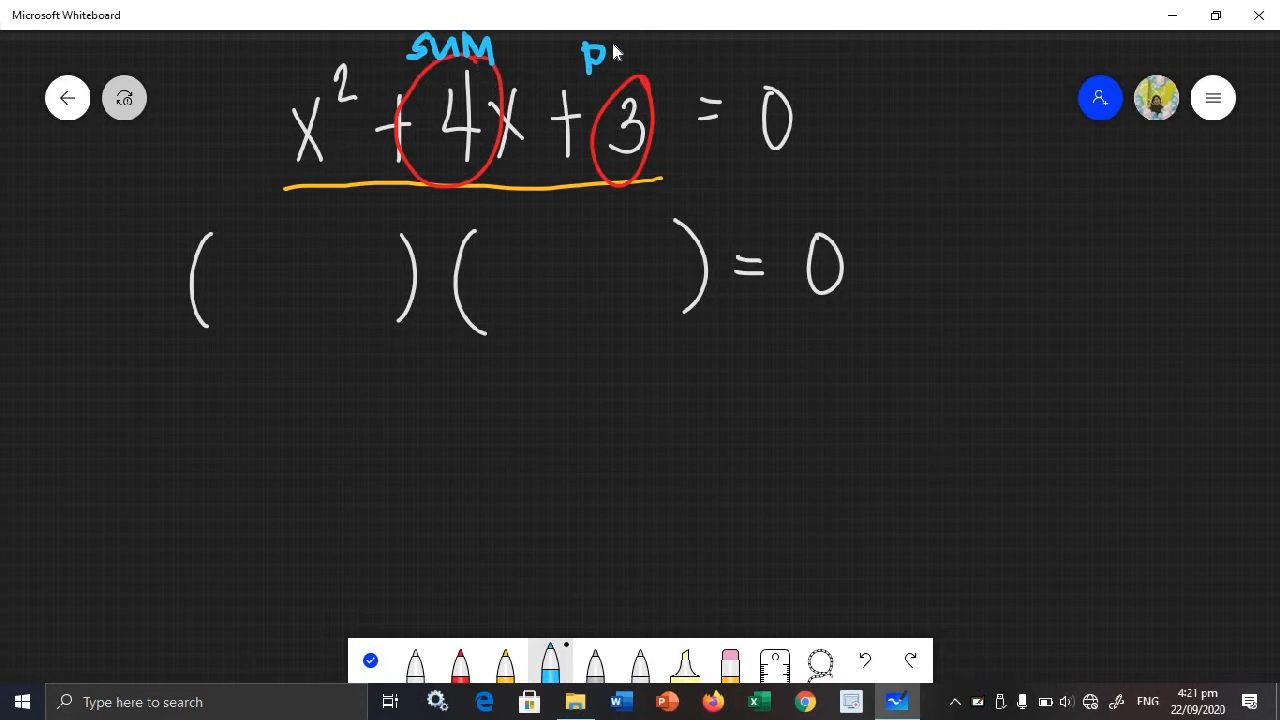 Microsoft Whiteboard
sum p
x² + 4x + 3 = 0
( )( ) = 0
Type here to search
ENG
4:21 pm
22/09/2020